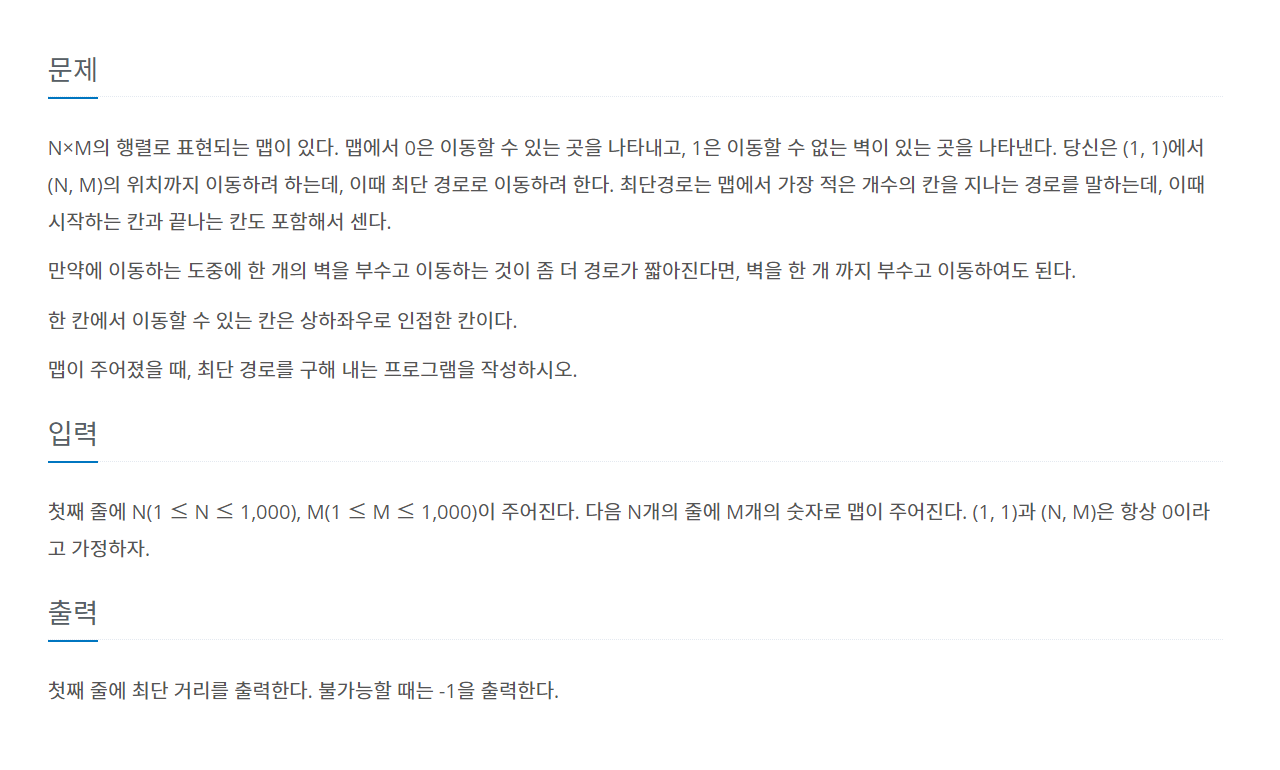 문제
N×M의 행렬로 표현되는 맵이 있다. 맵에서 0은 이동할 수 있는 곳을 나타내고, 1은 이동할 수 없는 벽이 있는 곳을 나타낸다. 당신은 (1, 1)에서
(N, M)의 위치까지 이동하려 하는데, 이때 최단 경로로 이동하려 한다. 최단경로는 맵에서 가장 적은 개수의 칸을 지나는 경로를 말하는데, 이때
시작하는 칸과 끝나는 칸도 포함해서 센다.
만약에 이동하는 도중에 한 개의 벽을 부수고 이동하는 것이 좀 더 경로가 짧아진다면, 벽을 한 개 까지 부수고 이동하여도 된다.
한 칸에서 이동할 수 있는 칸은 상하좌우로 인접한 칸이다.
맵이 주어졌을 때, 최단 경로를 구해 내는 프로그램을 작성하시오.
입력
첫째 줄에 N(1 ≤ N ≤ 1,000), M(1 ≤ M ≤ 1,000)이 주어진다. 다음 N개의 줄에 M개의 숫자로 맵이 주어진다. (1, 1)과 (N, M)은 항상 0이라
고 가정하자.
출력
첫째 줄에 최단 거리를 출력한다. 불가능할 때는 -1을 출력한다.